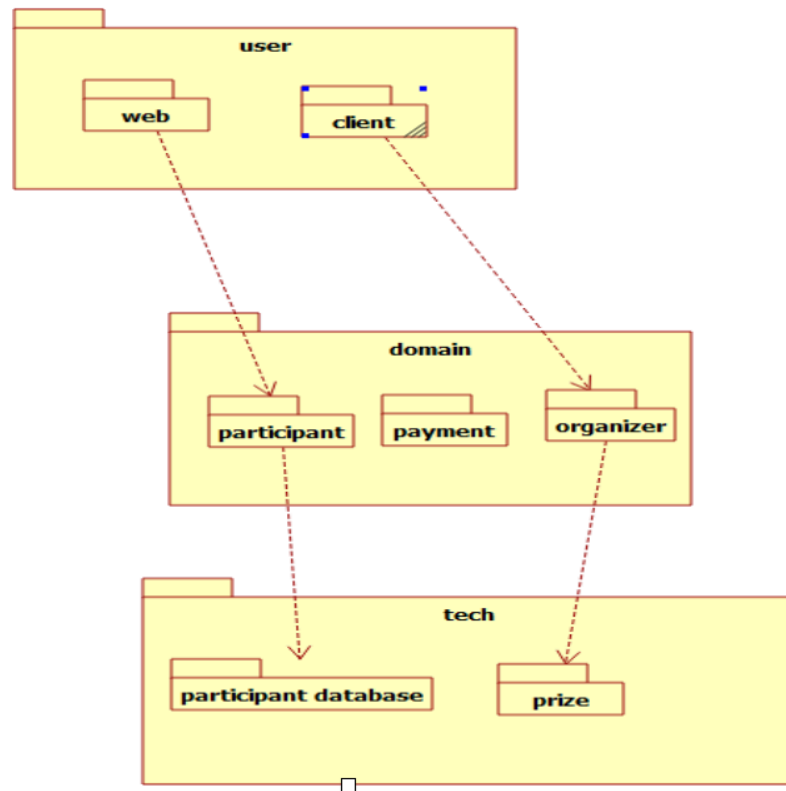 user
web
client
domain
participant
payment
organizer
tech
participant database
prize